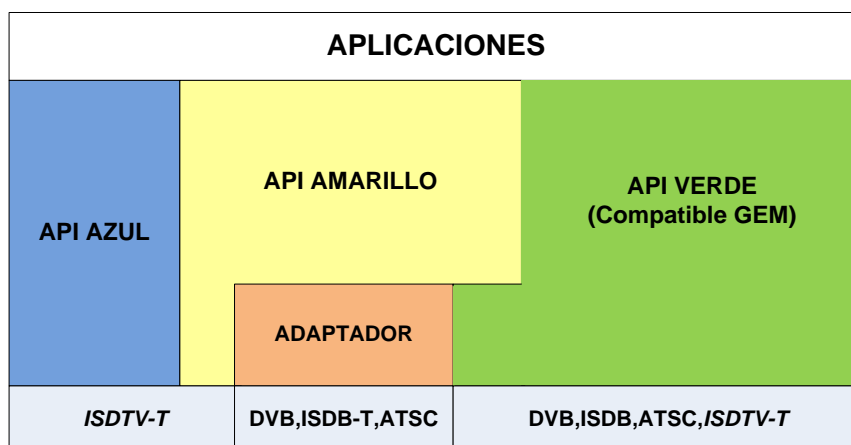 APLICACIONES
API AZUL
API AMARILLO
API VERDE
(Compatible GEM)
ADAPTADOR
ISDTV-T
DVB,ISDB-T,ATSC
DVB,ISDB,ATSC,ISDTV-T